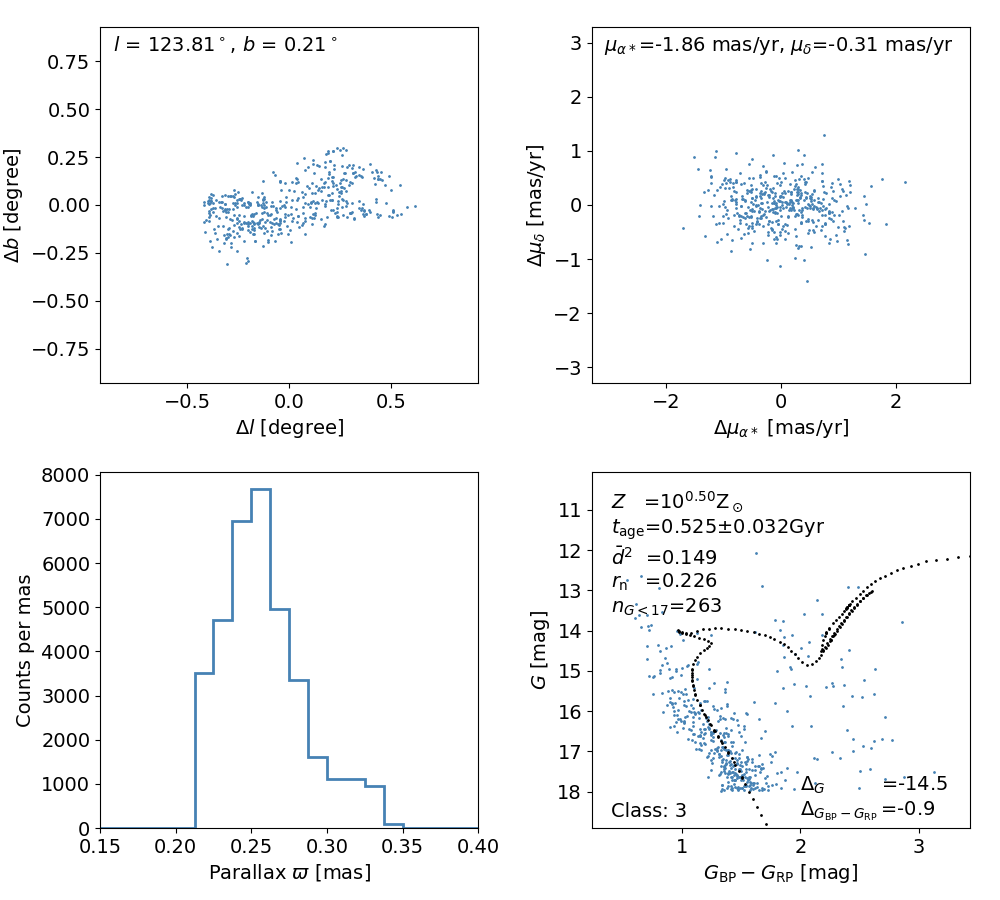 l = 123.81°, b = 0.21°
0.75
0.50
0.25
0.00
−0.25
−0.50
−0.75
Δb [degree]
−0.5 0.0 0.5
Δl [degree]
μα*=-1.86 mas/yr, μδ=-0.31 mas/yr
3
2
1
0
−1
−2
−3
Δμδ [mas/yr]
−2 0 2
Δμα* [mas/yr]
8000
7000
6000
5000
4000
3000
2000
1000
0
Counts per mas
0.15 0.20 0.25 0.30 0.35 0.40
Parallax ϖ [mas]
Z =10^0.50 Z⊙
t_age=0.525±0.032Gyr
d̄² =0.149
r_n =0.226
n_G<17=263
11
12
13
14
15
16
17
18
G [mag]
Δ_G =-14.5
Δ_GBP−GRP =-0.9
Class: 3
1 2 3
G_BP − G_RP [mag]